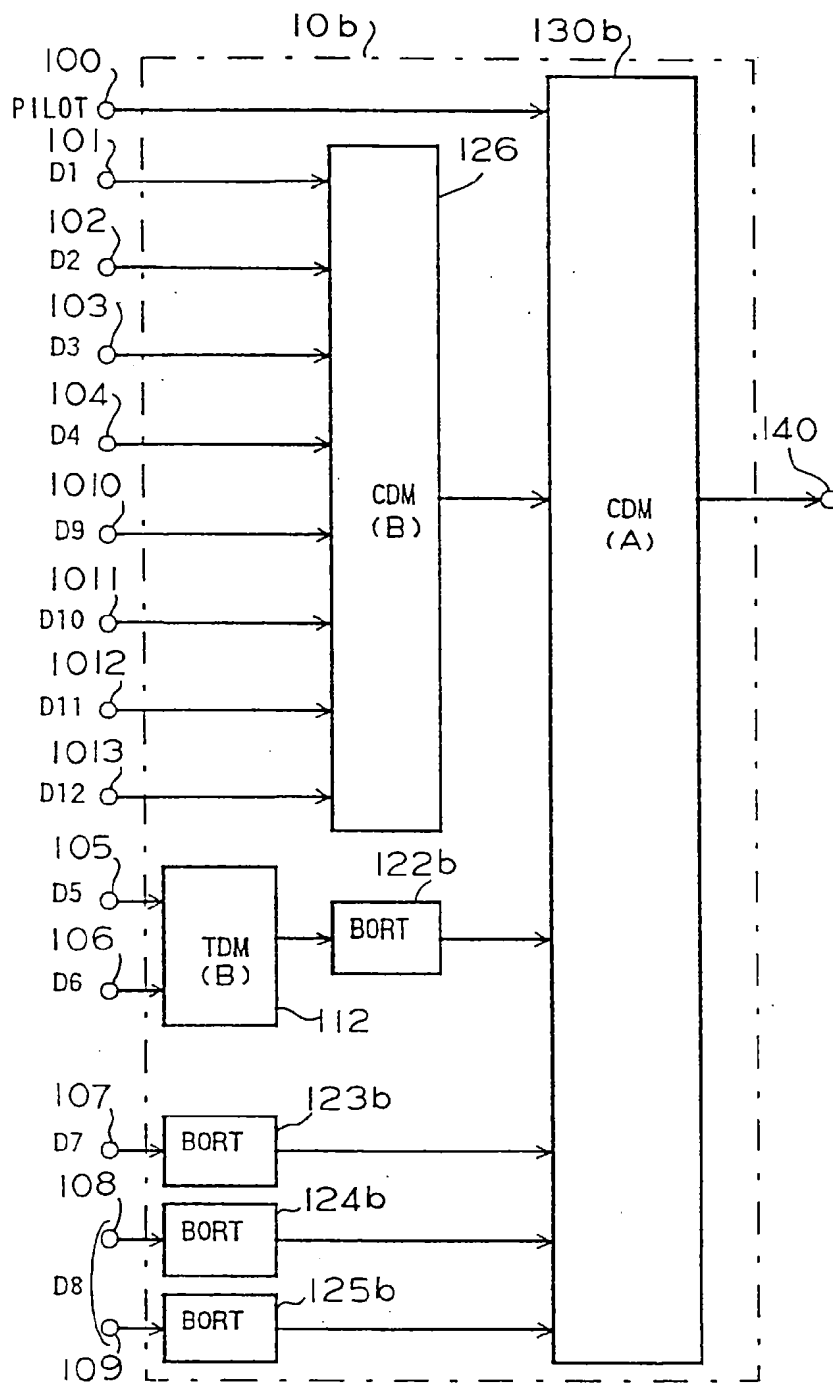 10b
130b
100
PILOT
101
D1
126
102
D2
103
D3
104
D4
140
1010
D9
CDM
(B)
CDM
(A)
1011
D10
1012
D11
1013
D12
105
D5
122b
BORT
106
D6
TDM
(B)
112
107
D7
BORT
123b
108
BORT
124b
D8
BORT
125b
109